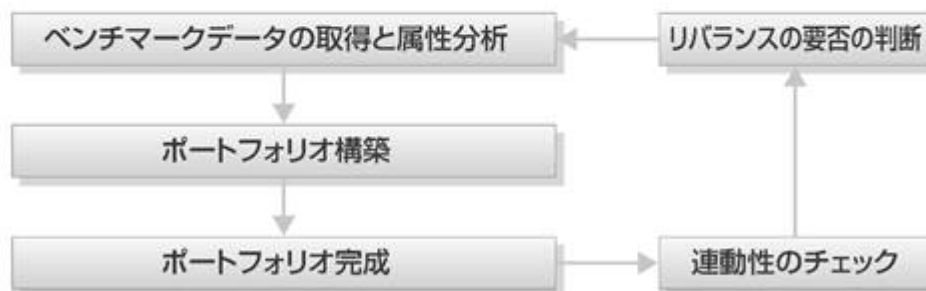 ベンチマークデータの取得と属性分析
リバランスの要否の判断
ポートフォリオ構築
ポートフォリオ完成
連動性のチェック